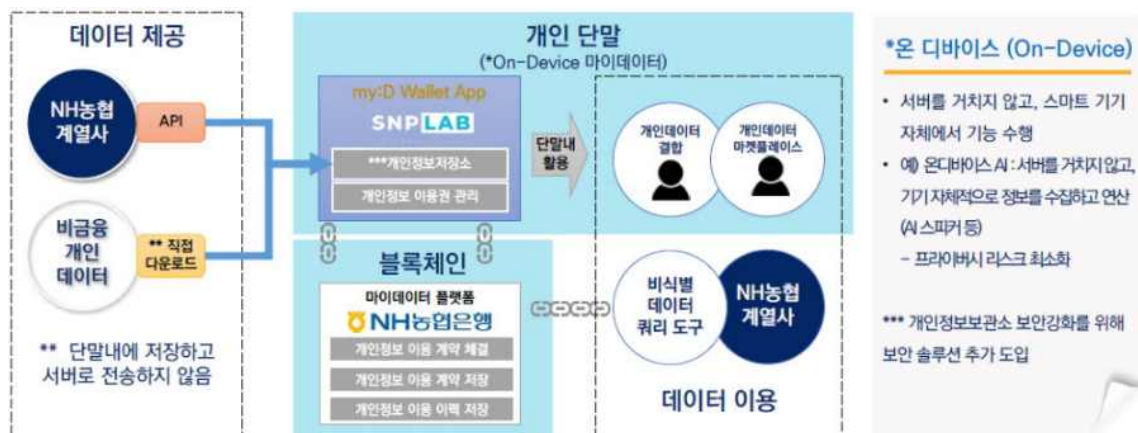 데이터 제공
NH농협
계열사
API
비금융
개인
데이터
** 직접
다운로드
** 단말내에 저장하고
서버로 전송하지 않음
개인 단말
(*On-Device 마이데이터)
my:D Wallet App
SNPLAB
***개인정보저장소
개인정보 이용권 관리
단말내
활용
개인데이터
결합
개인데이터
마켓플레이스
블록체인
마이데이터 플랫폼
NH농협은행
개인정보 이용 계약 체결
개인정보 이용 계약 저장
개인정보 이용 이력 저장
비식별
데이터
쿼리 도구
NH농협
계열사
데이터 이용
*온 디바이스 (On-Device)
• 서버를 거치지 않고, 스마트 기기
자체에서 기능 수행
• 예) 온디바이스 AI : 서버를 거치지 않고,
기기 자체적으로 정보를 수집하고 연산
(AI 스피커 등)
- 프라이버시 리스크 최소화
*** 개인정보보관소 보안강화를 위해
보안 솔루션 추가 도입